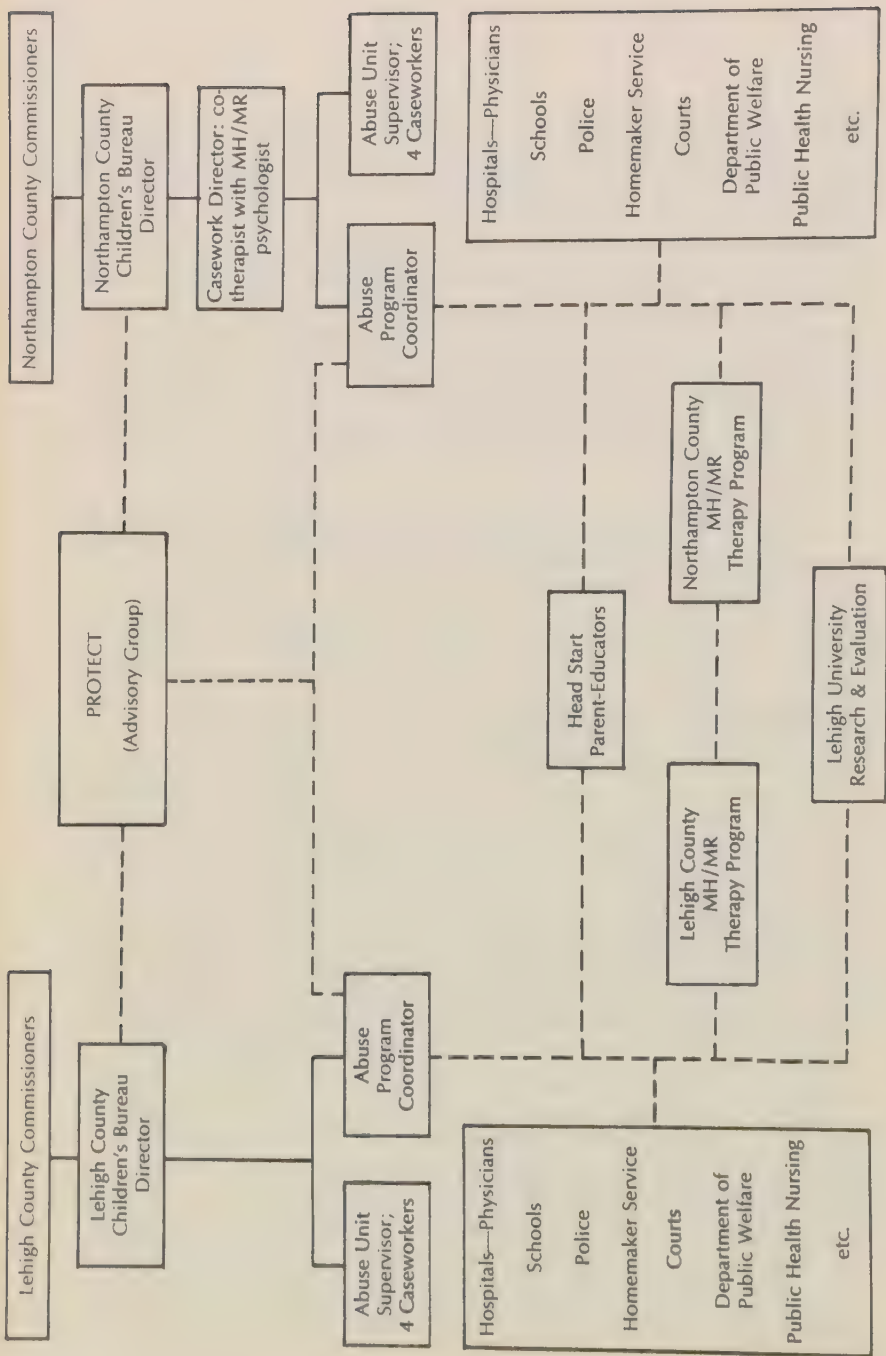 Lehigh County Commissioners
Lehigh County
Children's Bureau
Director
PROTECT
(Advisory Group)
Northampton County Commissioners
Northampton County
Children's Bureau
Director
Casework Director: co-
therapist with MH/MR
psychologist
Abuse Unit
Supervisor;
4 Caseworkers
Abuse
Program
Coordinator
Abuse
Program
Coordinator
Abuse Unit
Supervisor;
4 Caseworkers
Hospitals—Physicians
Schools
Police
Homemaker Service
Courts
Department of
Public Welfare
Public Health Nursing
etc.
Head Start
Parent-Educators
Lehigh County
MH/MR
Therapy Program
Northampton County
MH/MR
Therapy Program
Lehigh University
Research & Evaluation
Hospitals—Physicians
Schools
Police
Homemaker Service
Courts
Department of
Public Welfare
Public Health Nursing
etc.